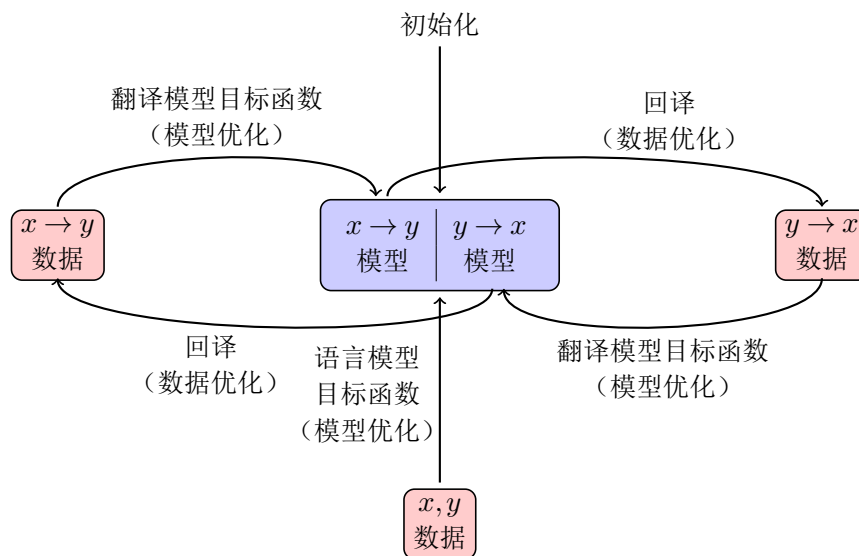 初始化
翻译模型目标函数
（模型优化）
回译
（数据优化）
x → y
数据
x → y
模型
y → x
模型
y → x
数据
回译
（数据优化）
语言模型
目标函数
（模型优化）
翻译模型目标函数
（模型优化）
x, y
数据